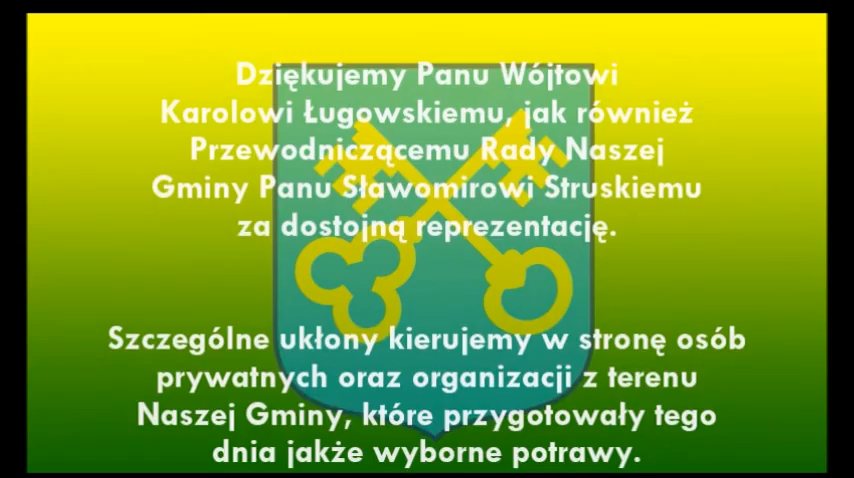 Dziękujemy Panu Wójtowi
Karolowi Ługowskiemu, jak również
Przewodniczącemu Rady Naszej
Gminy Panu Sławomirowi Struskiemu
za dostojną reprezentację.
Szczególne ukłony kierujemy w stronę osób
prywatnych oraz organizacji z terenu
Naszej Gminy, które przygotowały tego
dnia jakże wyborne potrawy.